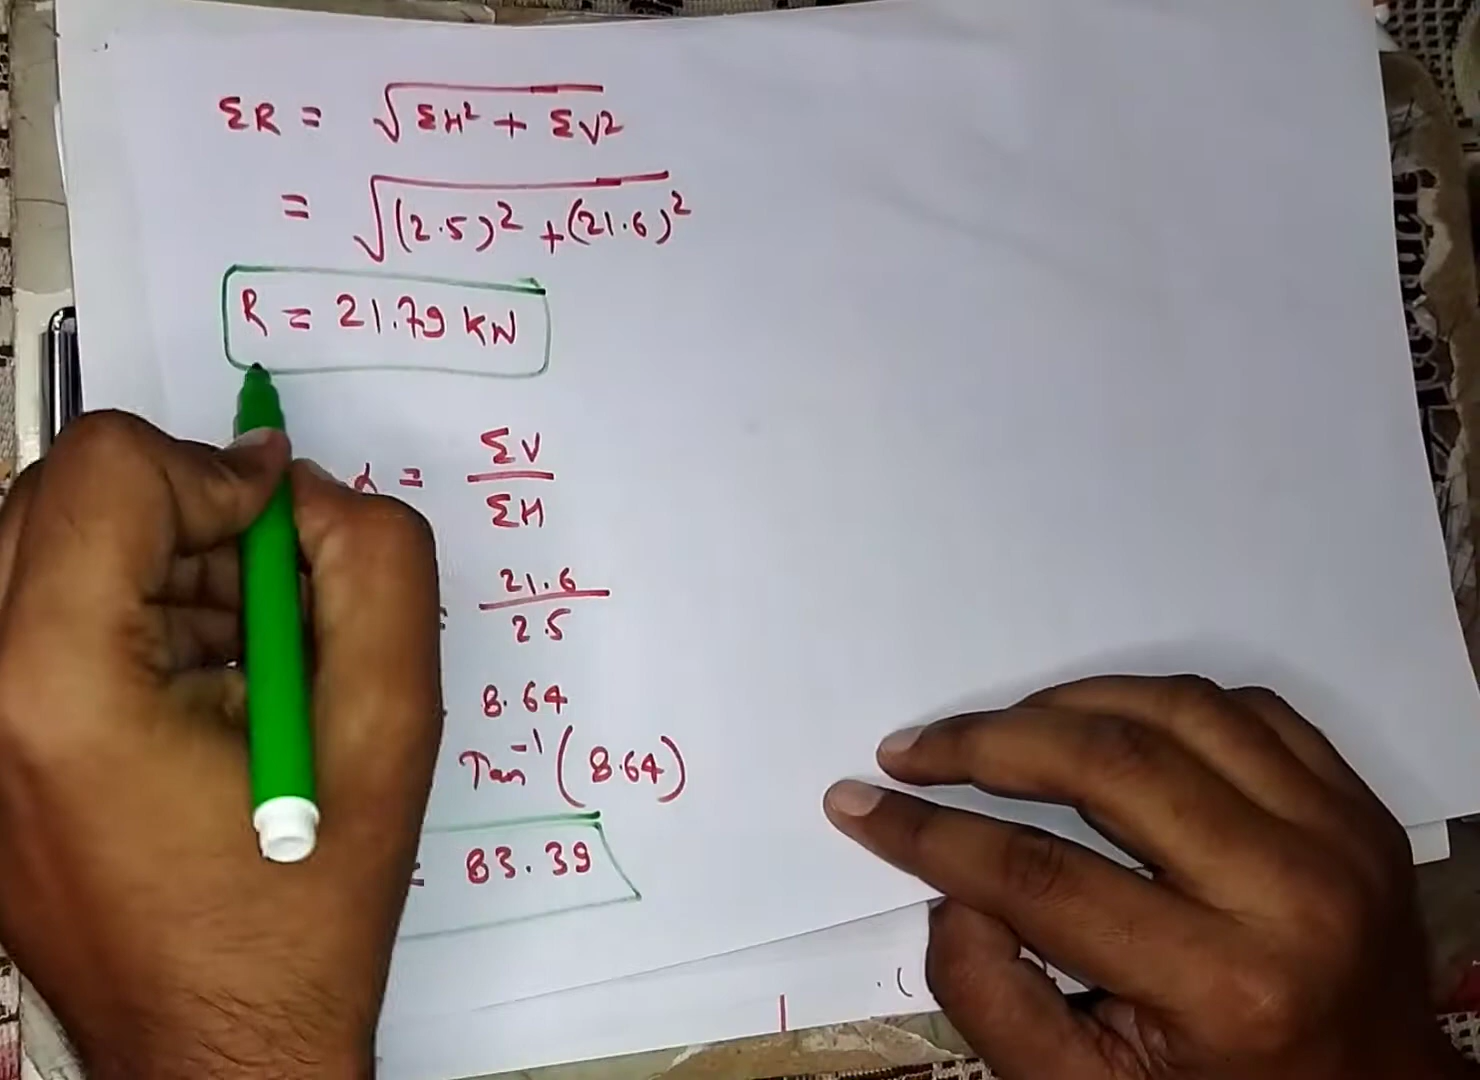 ΣR = √ΣH² + ΣV²
= √(2.5)² + (21.6)²
R = 21.79 KN
α = ΣV / ΣH
= 21.6 / 2.5
8.64
Tan⁻¹ (8.64)
= 83.39